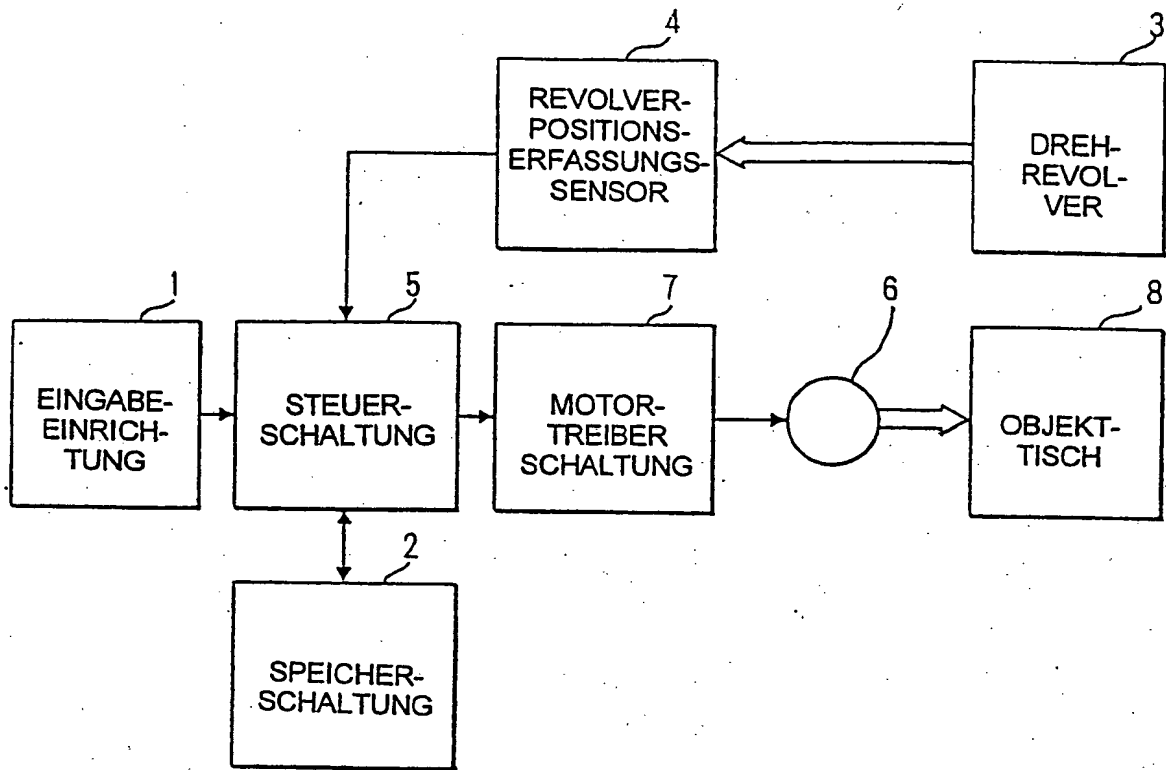 4
3
REVOLVER-
POSITIONS-
ERFASSUNGS-
SENSOR
DREH-
REVOL-
VER
1
5
7
6
8
EINGABE-
EINRICH-
TUNG
STEUER-
SCHALTUNG
MOTOR-
TREIBER
SCHALTUNG
OBJEKT-
TISCH
2
SPEICHER-
SCHALTUNG